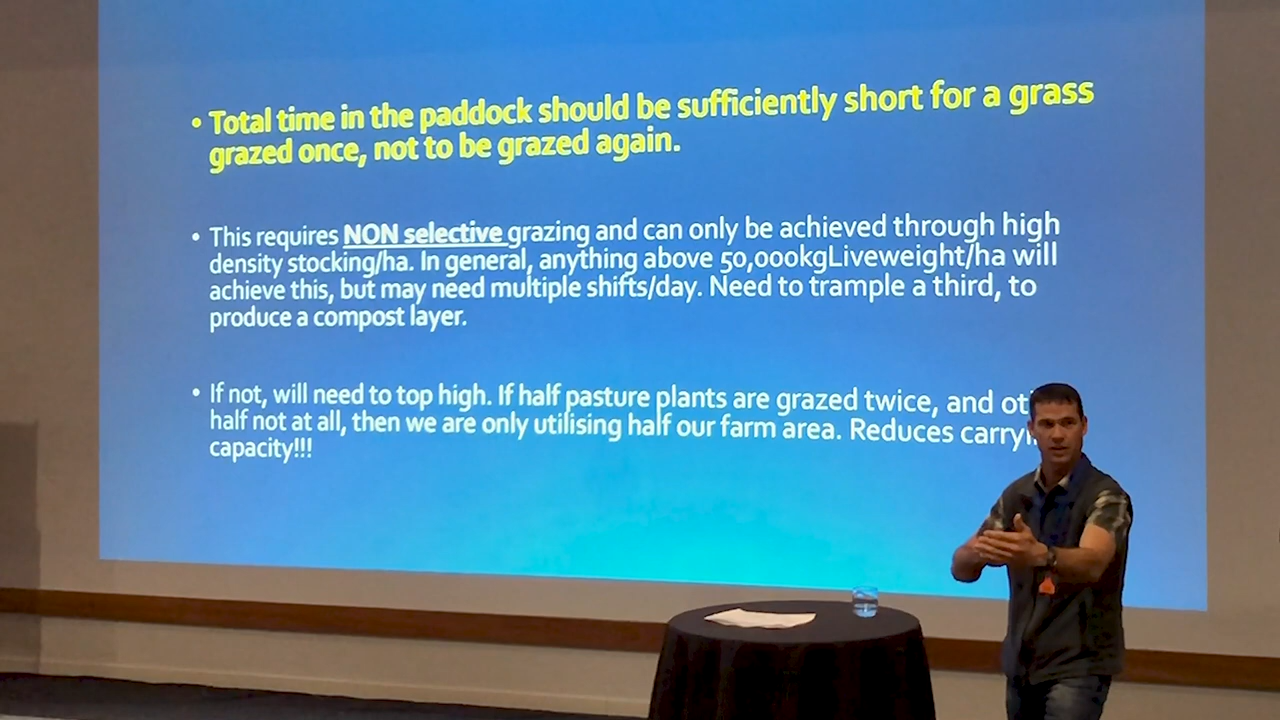 • Total time in the paddock should be sufficiently short for a grass
grazed once, not to be grazed again.
• This requires NON selective grazing and can only be achieved through high
density stocking/ha. In general, anything above 50,000kgLiveweight/ha will
achieve this, but may need multiple shifts/day. Need to trample a third, to
produce a compost layer.
• If not, will need to top high. If half pasture plants are grazed twice, and
half not at all, then we are only utilising half our farm area. Reduces
capacity!!!